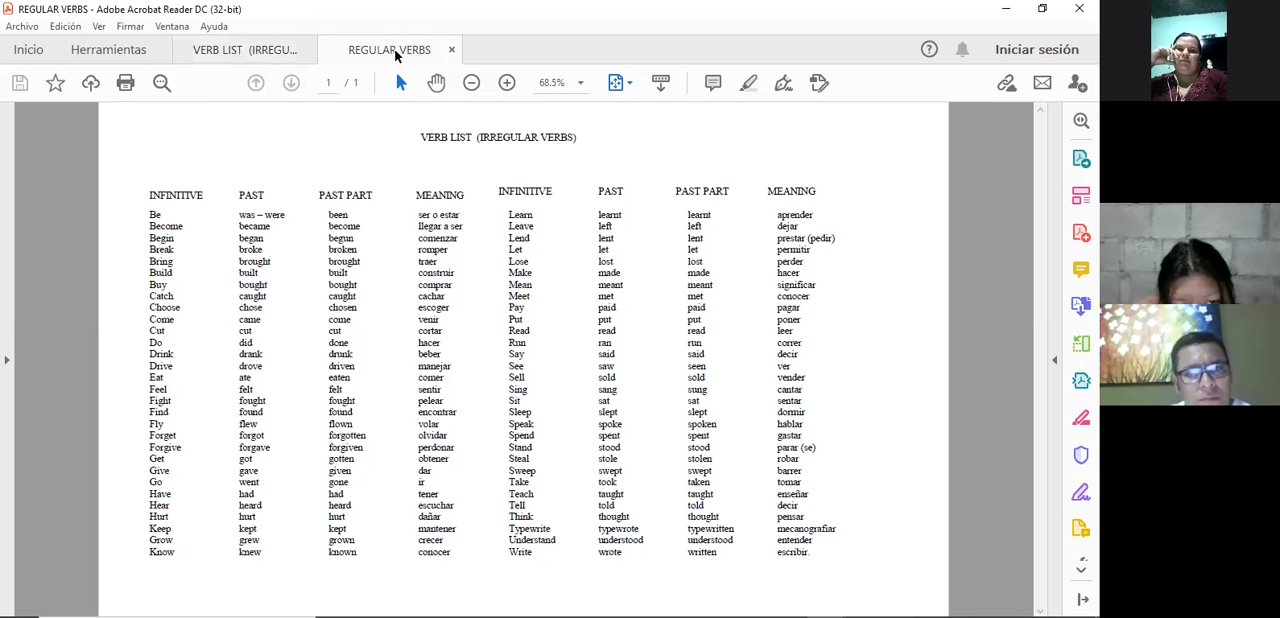 REGULAR VERBS - Adobe Acrobat Reader DC (32-bit)
Archivo Edición Ver Firmar Ventana Ayuda
Inicio Herramientas VERB LIST (IRREGU... REGULAR VERBS Iniciar sesión
1 / 1 68.5%
VERB LIST (IRREGULAR VERBS)
INFINITIVE PAST PAST PART MEANING INFINITIVE PAST PAST PART MEANING
Be was – were been ser o estar Learn learnt learnt aprender
Become became become llegar a ser Leave left left dejar
Begin began begun comenzar Lend lent lent prestar (pedir)
Break broke broken romper Let let let permitir
Bring brought brought traer Lose lost lost perder
Build built built construir Make made made hacer
Buy bought bought comprar Mean meant meant significar
Catch caught caught cachar Meet met met conocer
Choose chose chosen escoger Pay paid paid pagar
Come came come venir Put put put poner
Cut cut cut cortar Read read read leer
Do did done hacer Run ran run correr
Drink drank drunk beber Say said said decir
Drive drove driven manejar See saw seen ver
Eat ate eaten comer Sell sold sold vender
Feel felt felt sentir Sing sang sung cantar
Fight fought fought pelear Sit sat sat sentar
Find found found encontrar Sleep slept slept dormir
Fly flew flown volar Speak spoke spoken hablar
Forget forgot forgotten olvidar Spend spent spent gastar
Forgive forgave forgiven perdonar Stand stood stood parar (se)
Get got gotten obtener Steal stole stolen robar
Give gave given dar Sweep swept swept barrer
Go went gone ir Take took taken tomar
Have had had tener Teach taught taught enseñar
Hear heard heard escuchar Tell told told decir
Hurt hurt hurt dañar Think thought thought pensar
Keep kept kept mantener Typewrite typewrote typewritten mecanografiar
Grow grew grown crecer Understand understood understood entender
Know knew known conocer Write wrote written escribir.